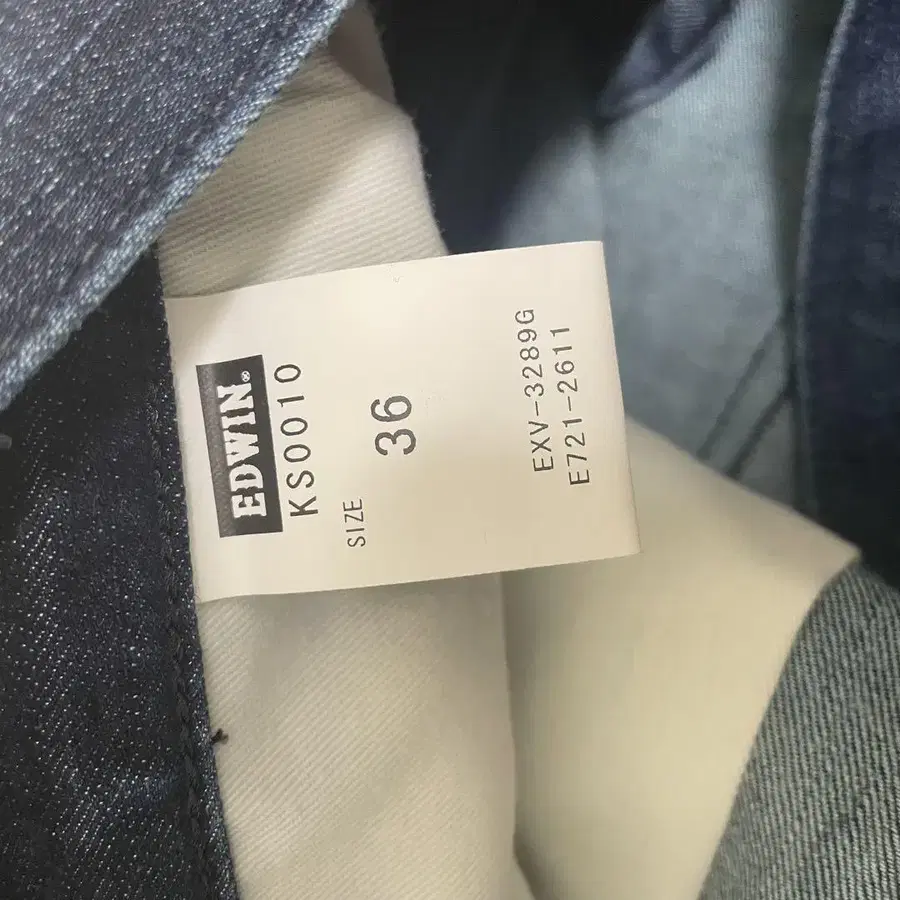 EDWIN®
KS0010
SIZE
36
EXV-3289G
E721-2611